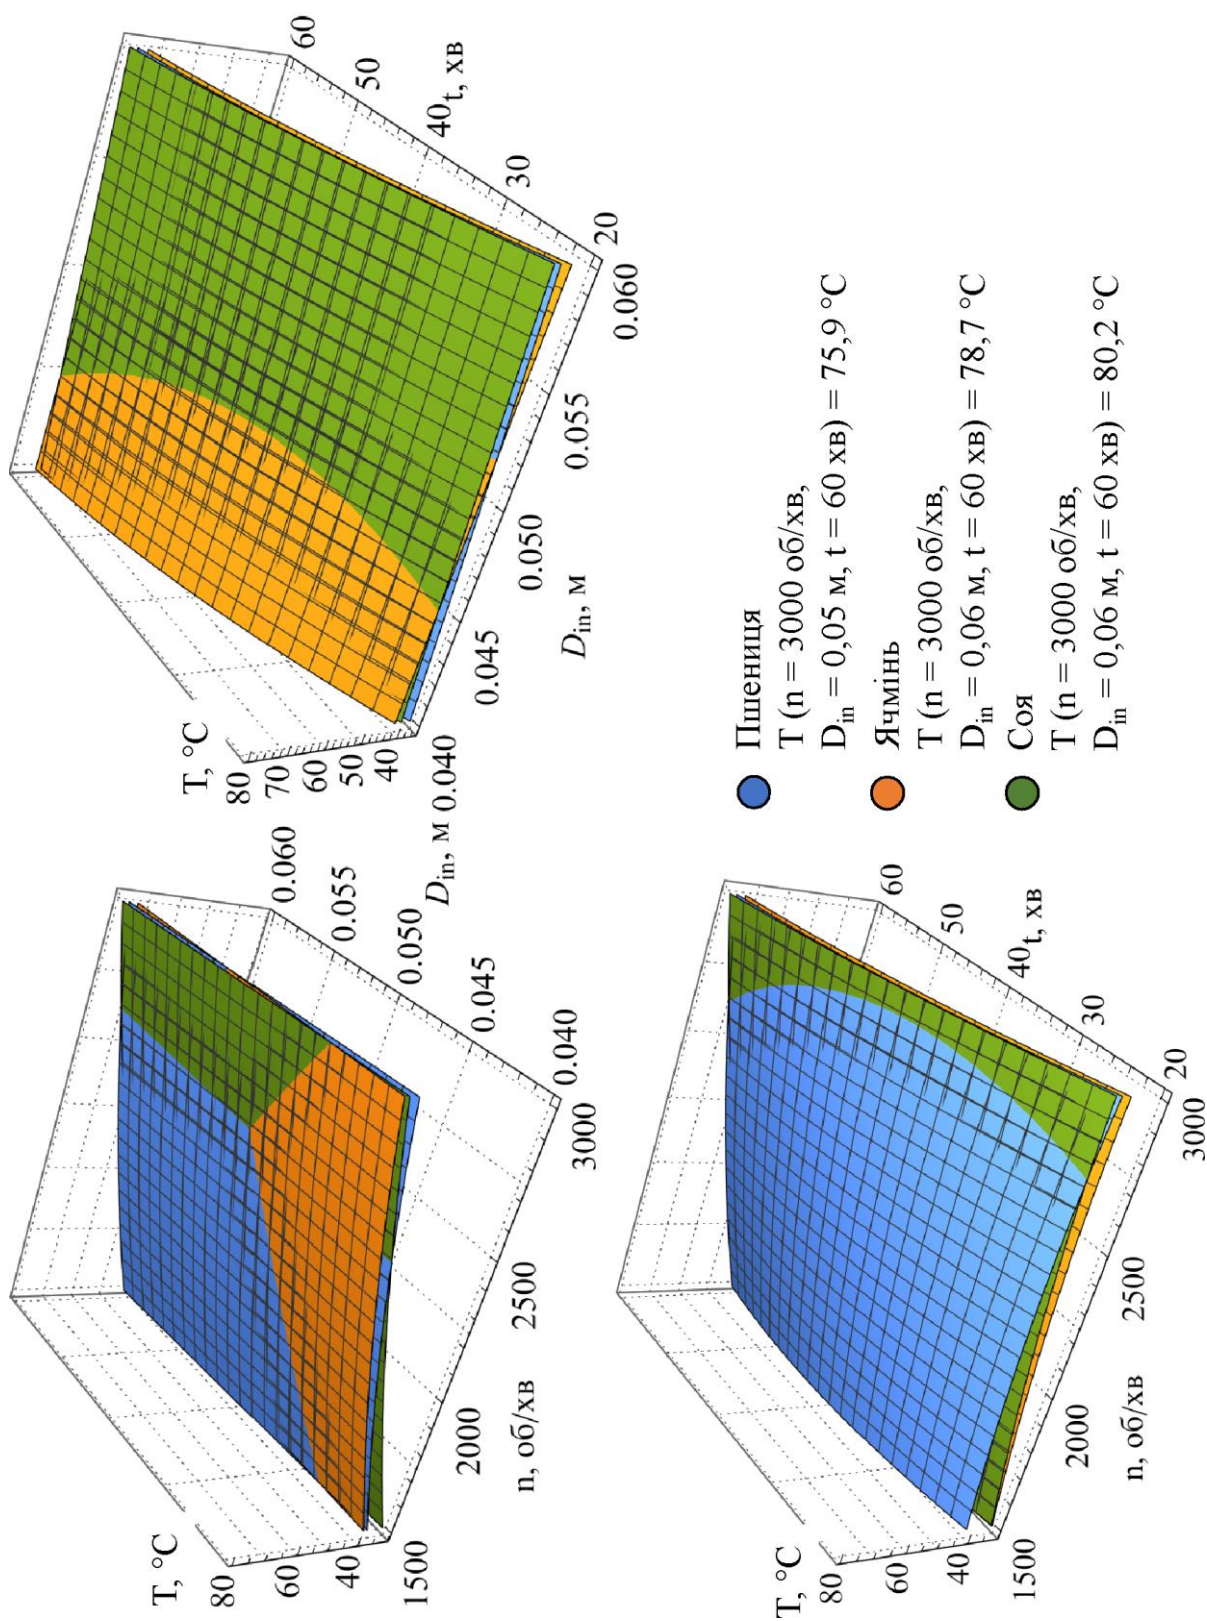 T, °C
80
60
40
1500
2000
2500
3000
n, об/хв
0.040
0.045
0.050
0.055
0.060
D_in, м
T, °C
80
70
60
50
40
0.040
0.045
0.050
0.055
0.060
D_in, м
20
30
40
50
60
t, хв
T, °C
80
60
40
1500
2000
2500
3000
n, об/хв
20
30
40
50
60
t, хв
Пшениця
T (n = 3000 об/хв,
D_in = 0,05 м, t = 60 хв) = 75,9 °C
Ячмінь
T (n = 3000 об/хв,
D_in = 0,06 м, t = 60 хв) = 78,7 °C
Соя
T (n = 3000 об/хв,
D_in = 0,06 м, t = 60 хв) = 80,2 °C